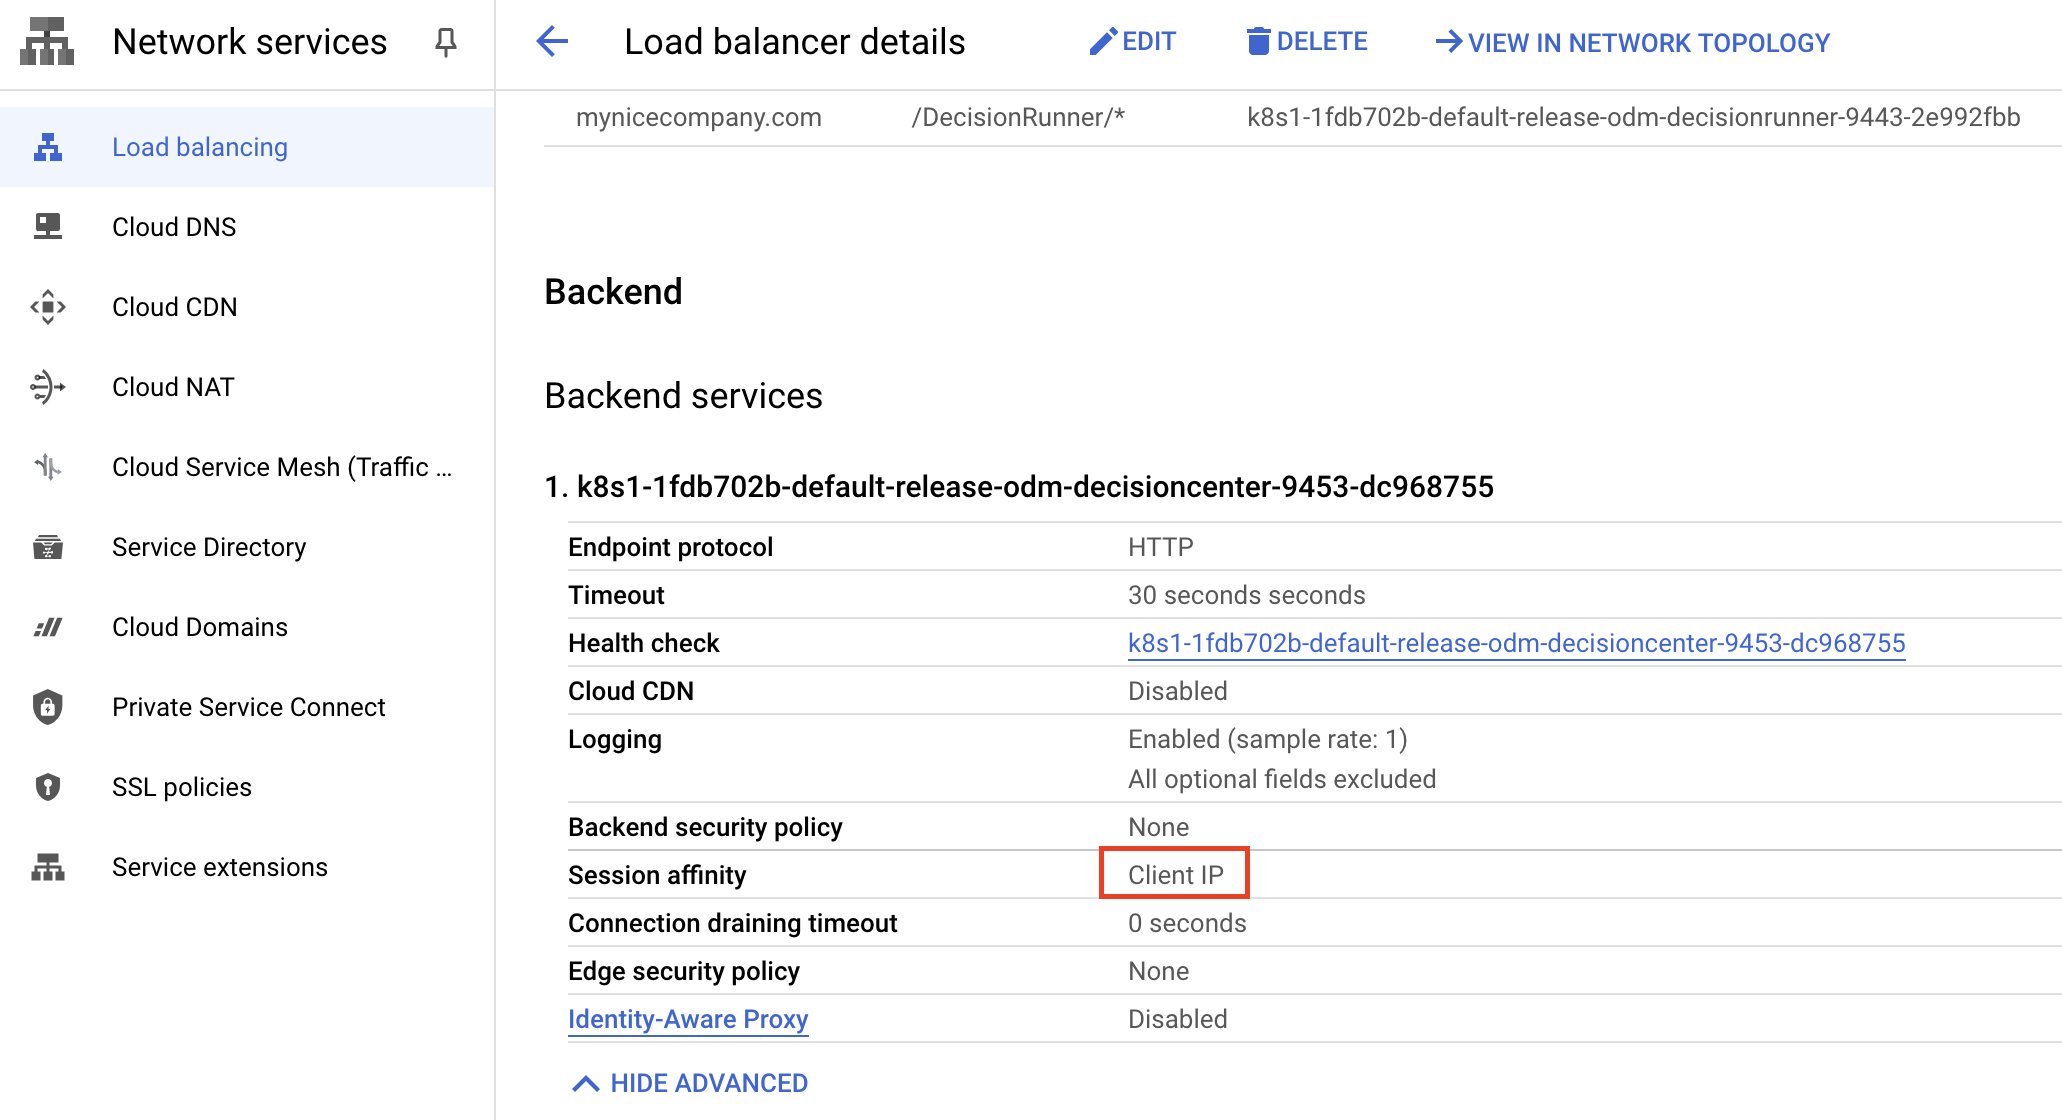 Network services
Load balancing
Cloud DNS
Cloud CDN
Cloud NAT
Cloud Service Mesh (Traffic ...
Service Directory
Cloud Domains
Private Service Connect
SSL policies
Service extensions
Load balancer details
EDIT
DELETE
VIEW IN NETWORK TOPOLOGY
mynicecompany.com /DecisionRunner/* k8s1-1fdb702b-default-release-odm-decisionrunner-9443-2e992fbb
Backend
Backend services
1. k8s1-1fdb702b-default-release-odm-decisioncenter-9453-dc968755
Endpoint protocol HTTP
Timeout 30 seconds seconds
Health check k8s1-1fdb702b-default-release-odm-decisioncenter-9453-dc968755
Cloud CDN Disabled
Logging Enabled (sample rate: 1)
All optional fields excluded
Backend security policy None
Session affinity Client IP
Connection draining timeout 0 seconds
Edge security policy None
Identity-Aware Proxy Disabled
HIDE ADVANCED